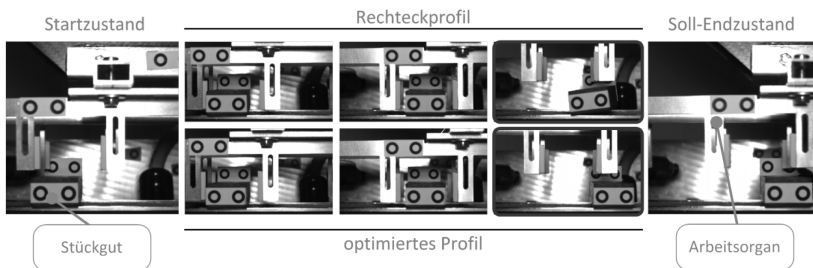 Startzustand
Rechteckprofil
Soll-Endzustand
Stückgut
optimiertes Profil
Arbeitsorgan